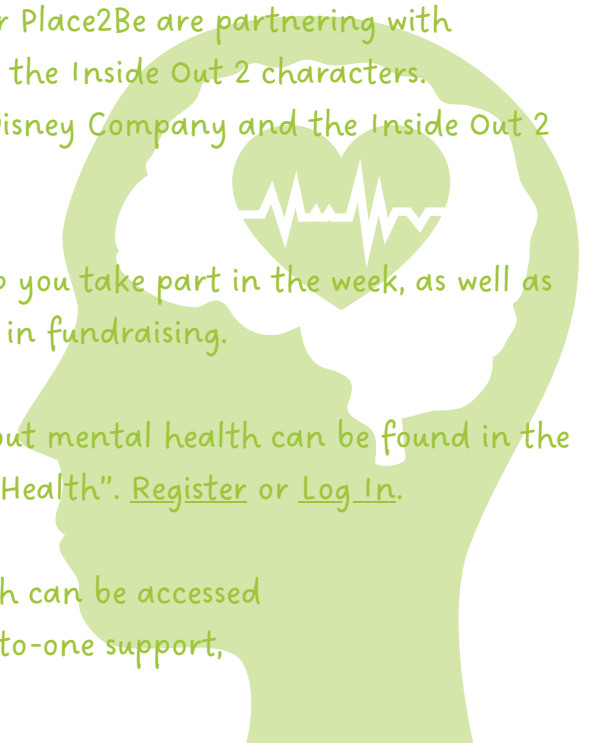 r Place2Be are partnering with
the Inside Out 2 characters.
isney Company and the Inside Out 2
you take part in the week, as well as
in fundraising.
out mental health can be found in the
Health”. Register or Log In.
h can be accessed
to-one support,